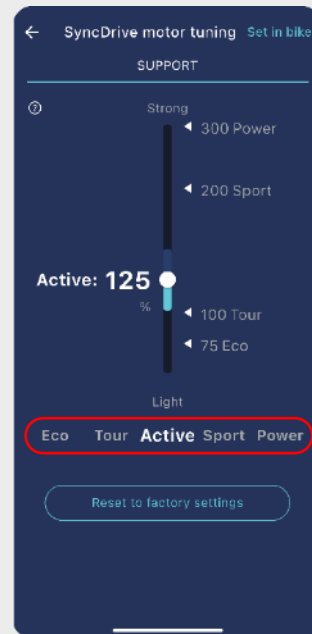 SyncDrive motor tuning Set in bike
SUPPORT
Strong
300 Power
200 Sport
Active: 125
%
100 Tour
75 Eco
Light
Eco Tour Active Sport Power
Reset to factory settings